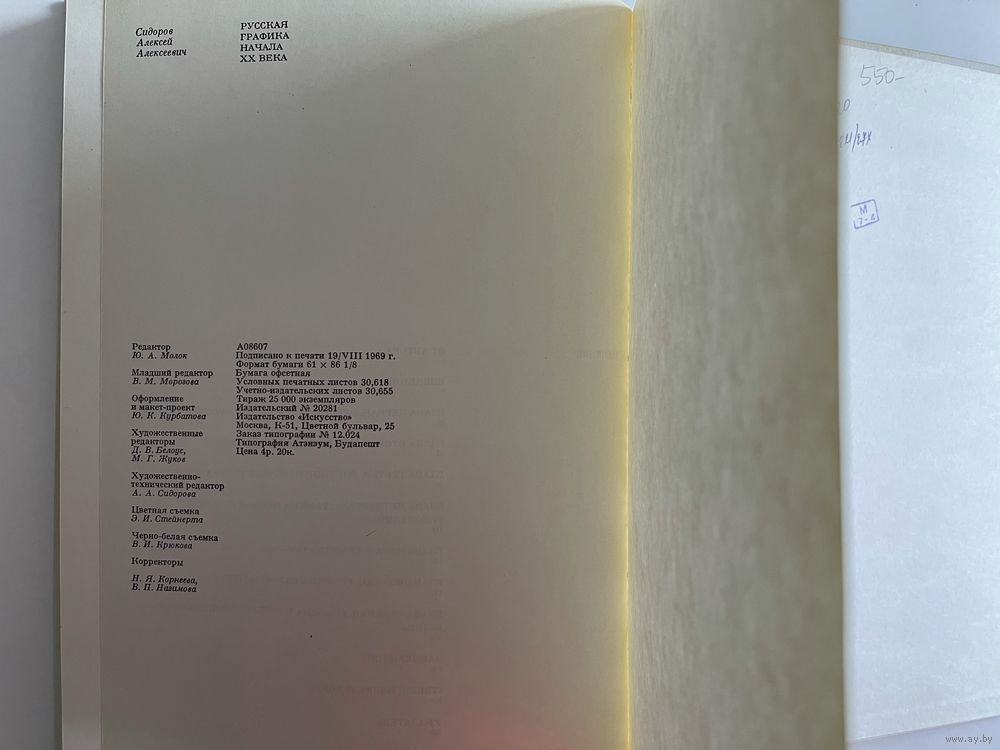 Сидоров
Алексей
Алексеевич
РУССКАЯ
ГРАФИКА
НАЧАЛА
XX ВЕКА
Редактор
Ю. А. Молок
Младший редактор
В. М. Морозова
Оформление
и макет-проект
Ю. К. Курбатова
Художественные
редакторы
Д. В. Белоус,
М. Г. Жуков
Художественно-
технический редактор
А. А. Сидорова
Цветная съемка
Э. И. Стейнерта
Черно-белая съемка
В. И. Крюкова
Корректоры
Н. Я. Корнеева,
В. П. Назимова
А08607
Подписано к печати 19/VIII 1969 г.
Формат бумаги 61 × 86 1/8
Бумага офсетная
Условных печатных листов 30,618
Учетно-издательских листов 30,655
Тираж 25 000 экземпляров
Издательский № 20281
Издательство «Искусство»
Москва, К-51, Цветной бульвар, 25
Заказ типографии № 12.024
Типография Атэнэум, Будапешт
Цена 4р. 20к.
550-
www.ay.by